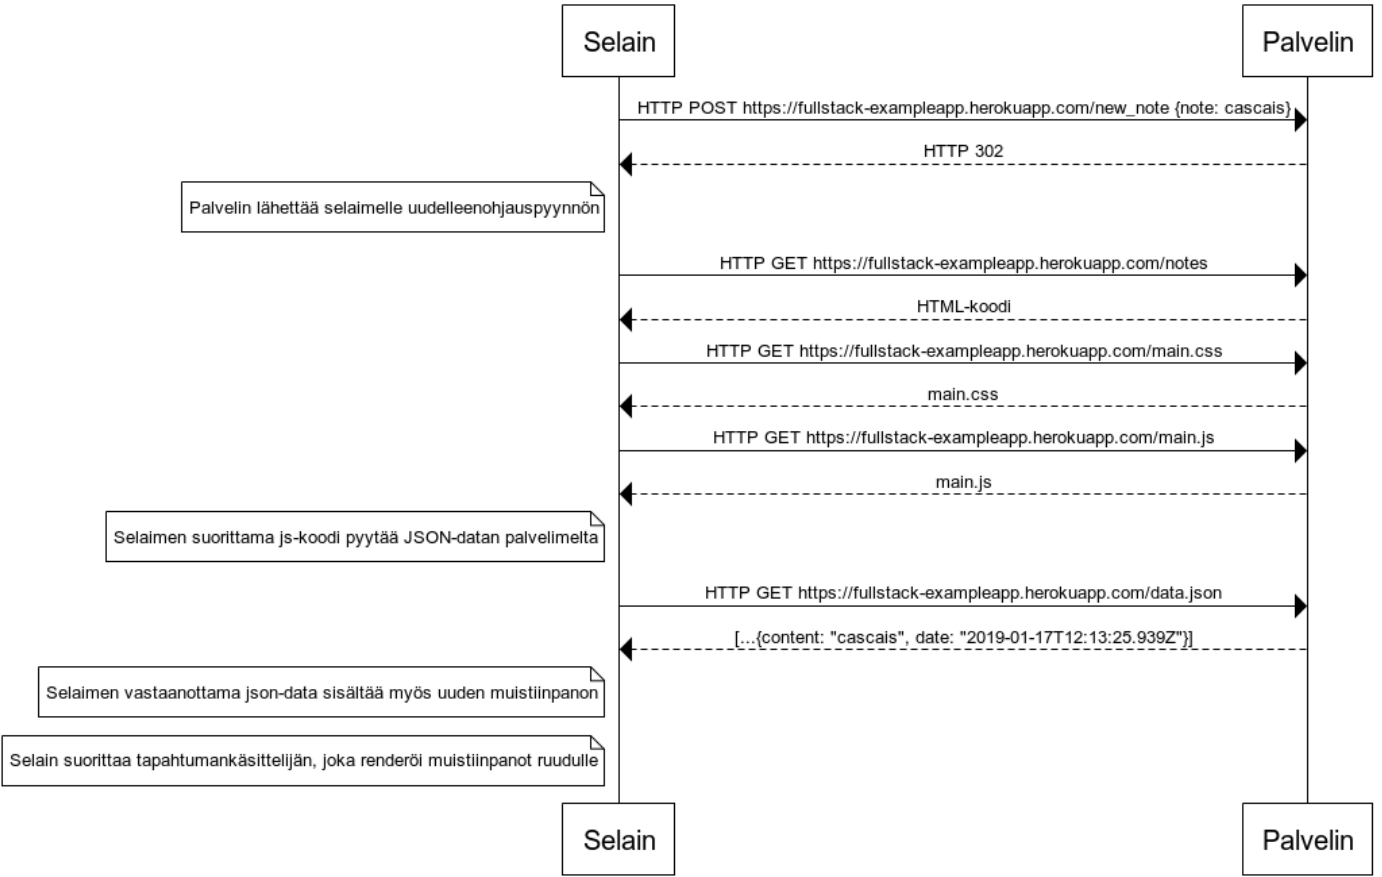 Selain
Palvelin
HTTP POST https://fullstack-exampleapp.herokuapp.com/new_note {note: cascais}
HTTP 302
Palvelin lähettää selaimelle uudelleenohjauspyynnön
HTTP GET https://fullstack-exampleapp.herokuapp.com/notes
HTML-koodi
HTTP GET https://fullstack-exampleapp.herokuapp.com/main.css
main.css
HTTP GET https://fullstack-exampleapp.herokuapp.com/main.js
main.js
Selaimen suorittama js-koodi pyytää JSON-datan palvelimelta
HTTP GET https://fullstack-exampleapp.herokuapp.com/data.json
[...{content: "cascais", date: "2019-01-17T12:13:25.939Z"}]
Selaimen vastaanottama json-data sisältää myös uuden muistiinpanon
Selain suorittaa tapahtumankäsittelijän, joka renderöi muistiinpanot ruudulle
Selain
Palvelin